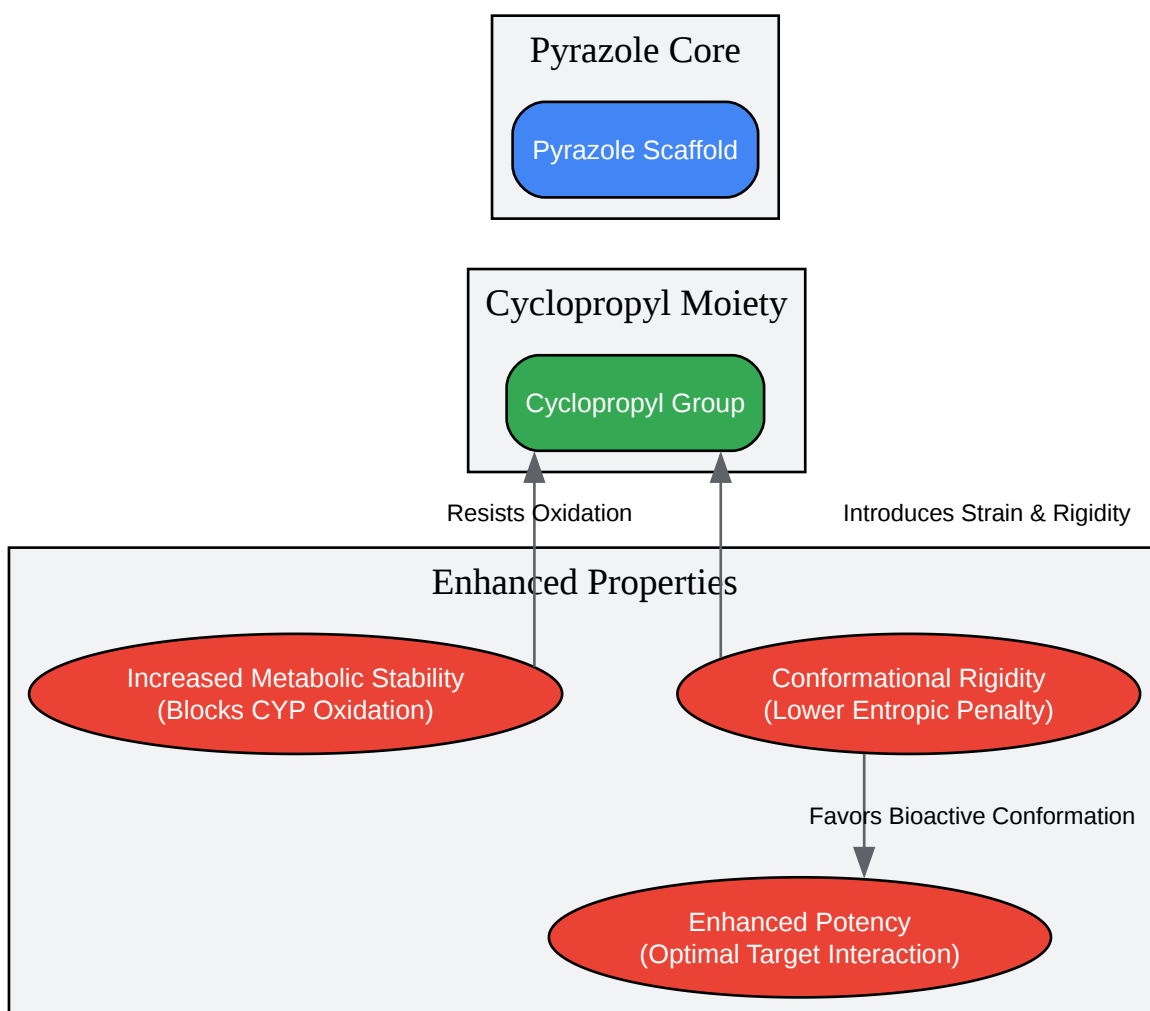 Pyrazole Core
Pyrazole Scaffold
Cyclopropyl Moiety
Cyclopropyl Group
Resists Oxidation
Introduces Strain & Rigidity
Enhanced Properties
Increased Metabolic Stability
(Blocks CYP Oxidation)
Conformational Rigidity
(Lower Entropic Penalty)
Favors Bioactive Conformation
Enhanced Potency
(Optimal Target Interaction)